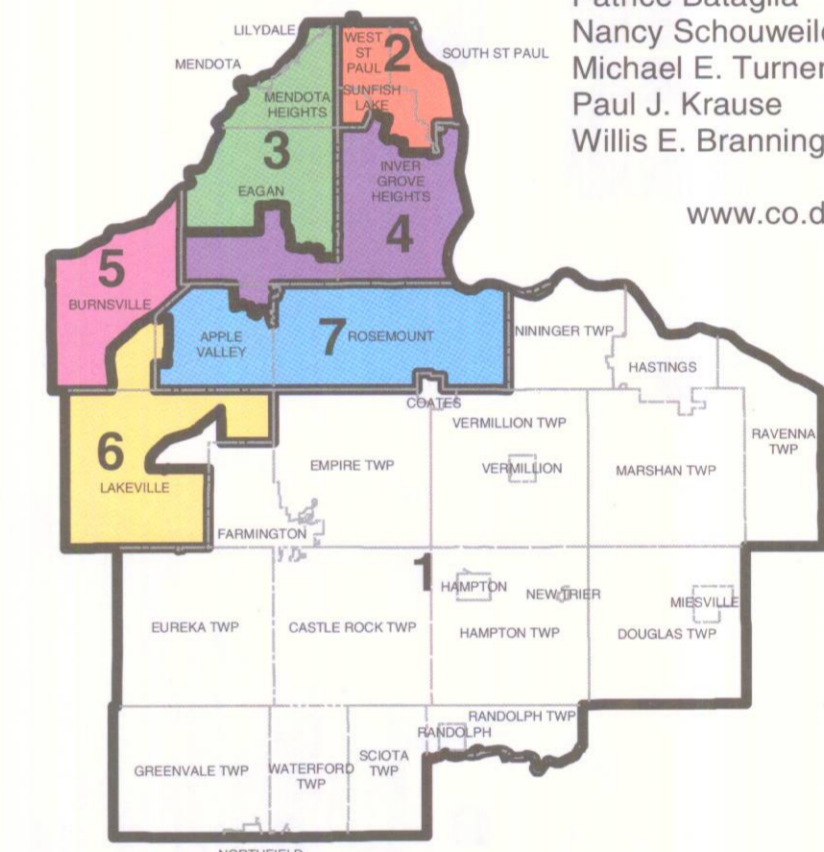 Nancy Schouweile
Michael E. Turner
Paul J. Krause
Willis E. Branning
www.co.d
LILYDALE
MENDOTA
WEST
ST
PAUL
2
SOUTH ST PAUL
SUNFISH
LAKE
MENDOTA
HEIGHTS
3
EAGAN
INVER
GROVE
HEIGHTS
4
5
BURNSVILLE
APPLE
VALLEY
7
ROSEMOUNT
NININGER TWP
HASTINGS
COATES
VERMILLION TWP
RAVENNA
TWP
6
LAKEVILLE
EMPIRE TWP
VERMILLION
MARSHAN TWP
FARMINGTON
1
HAMPTON
NEW TRIER
MIESVILLE
EUREKA TWP
CASTLE ROCK TWP
HAMPTON TWP
DOUGLAS TWP
RANDOLPH TWP
RANDOLPH
GREENVALE TWP
WATERFORD
TWP
SCIOTA
TWP